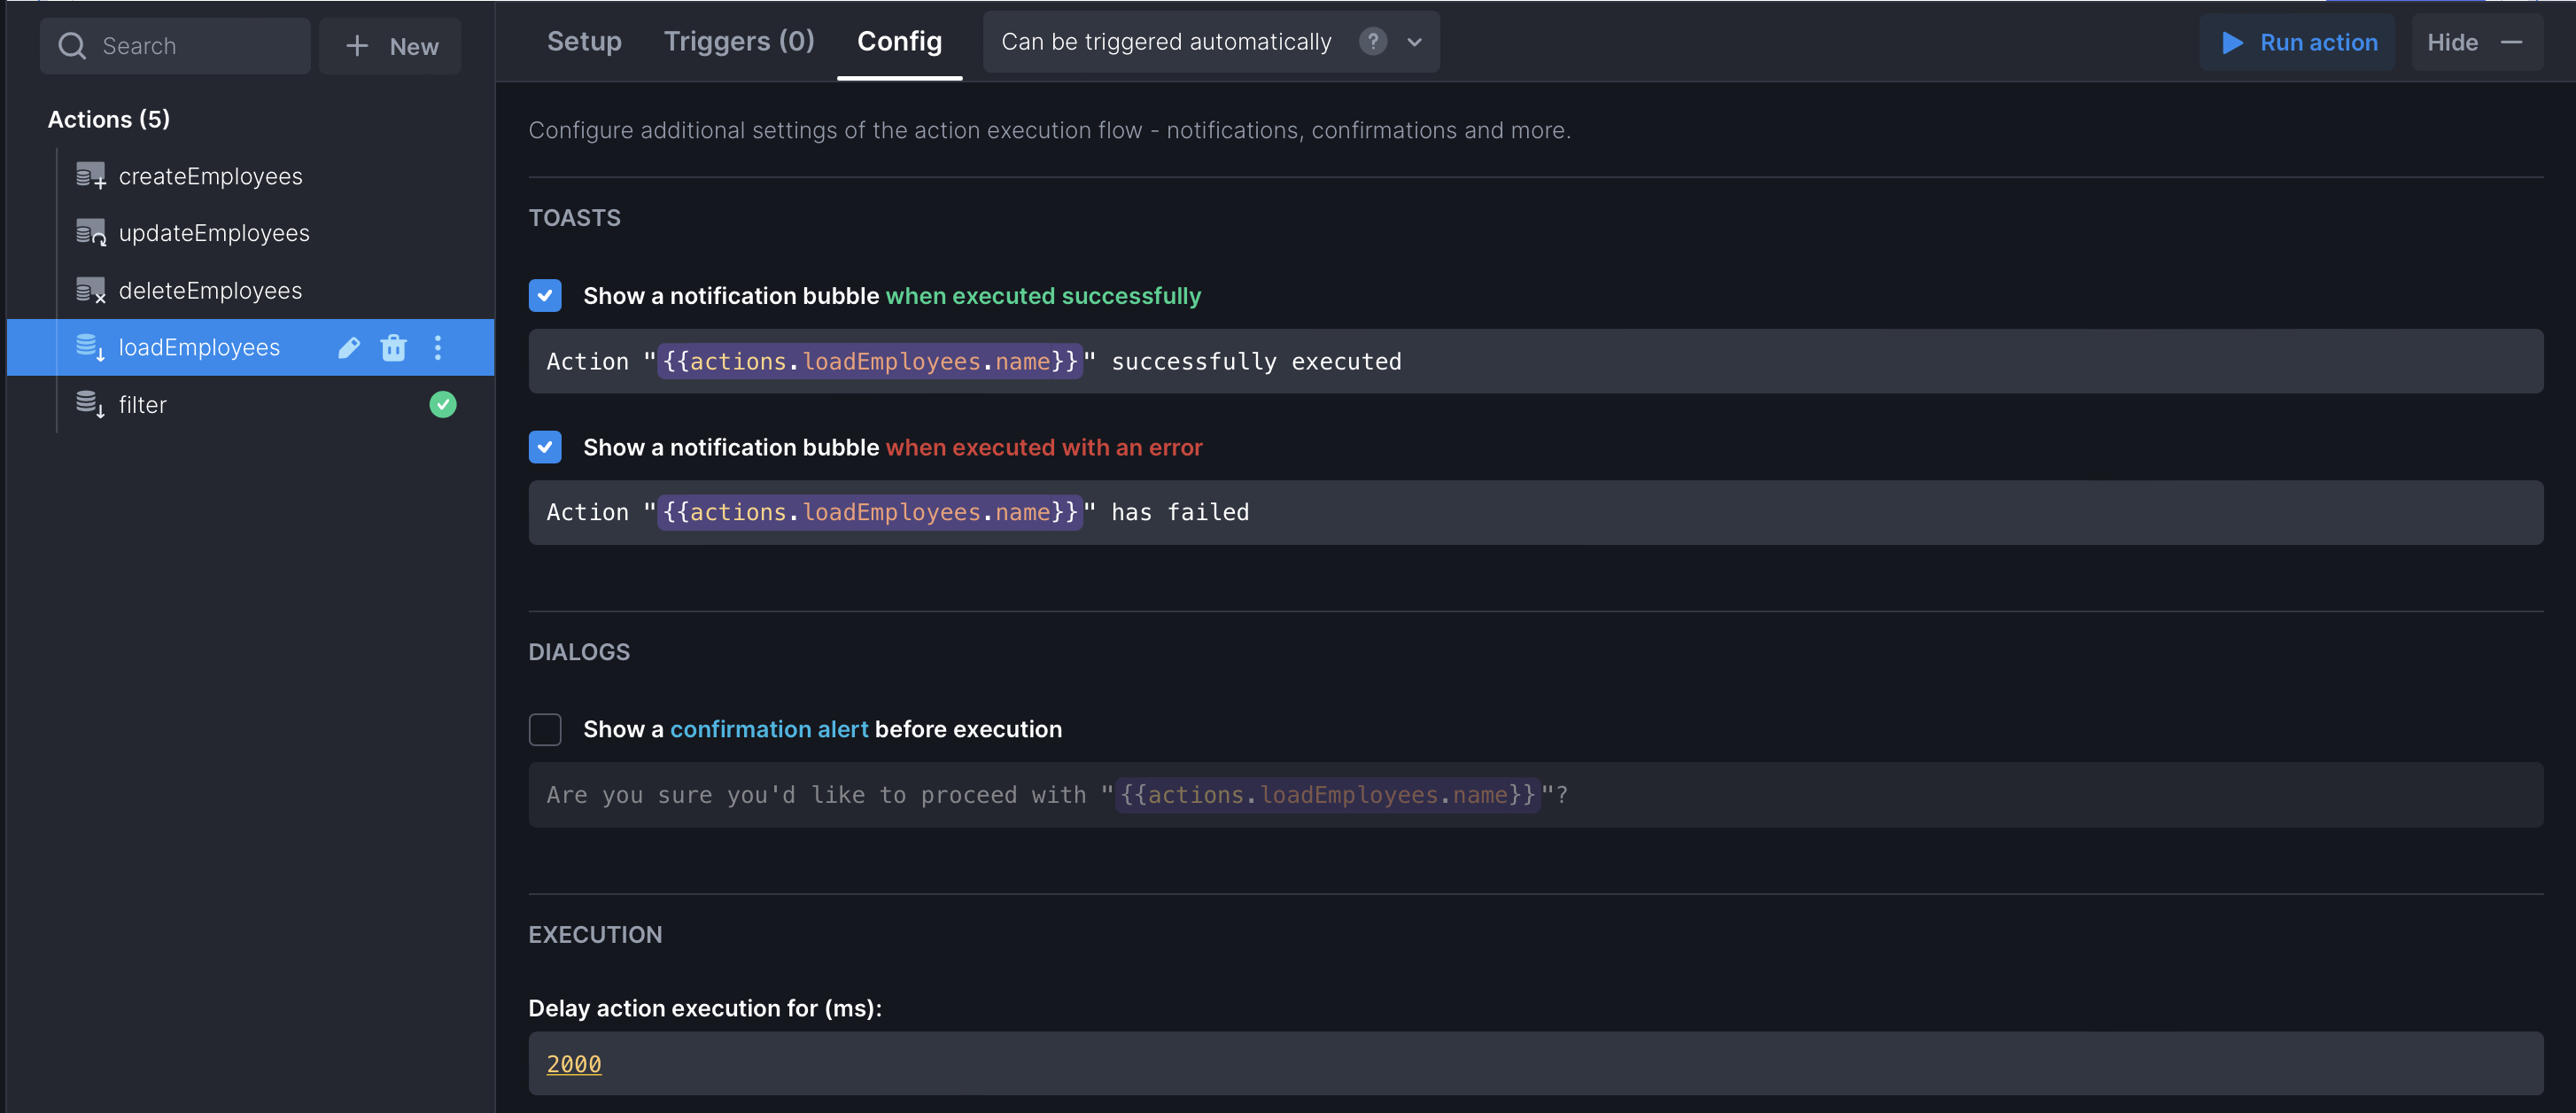 Search
New
Setup
Triggers (0)
Config
Can be triggered automatically
?
Run action
Hide
Actions (5)
createEmployees
updateEmployees
deleteEmployees
loadEmployees
filter
Configure additional settings of the action execution flow - notifications, confirmations and more.
TOASTS
Show a notification bubble when executed successfully
Action "{{actions.loadEmployees.name}}" successfully executed
Show a notification bubble when executed with an error
Action "{{actions.loadEmployees.name}}" has failed
DIALOGS
Show a confirmation alert before execution
Are you sure you'd like to proceed with "{{actions.loadEmployees.name}}"?
EXECUTION
Delay action execution for (ms):
2000